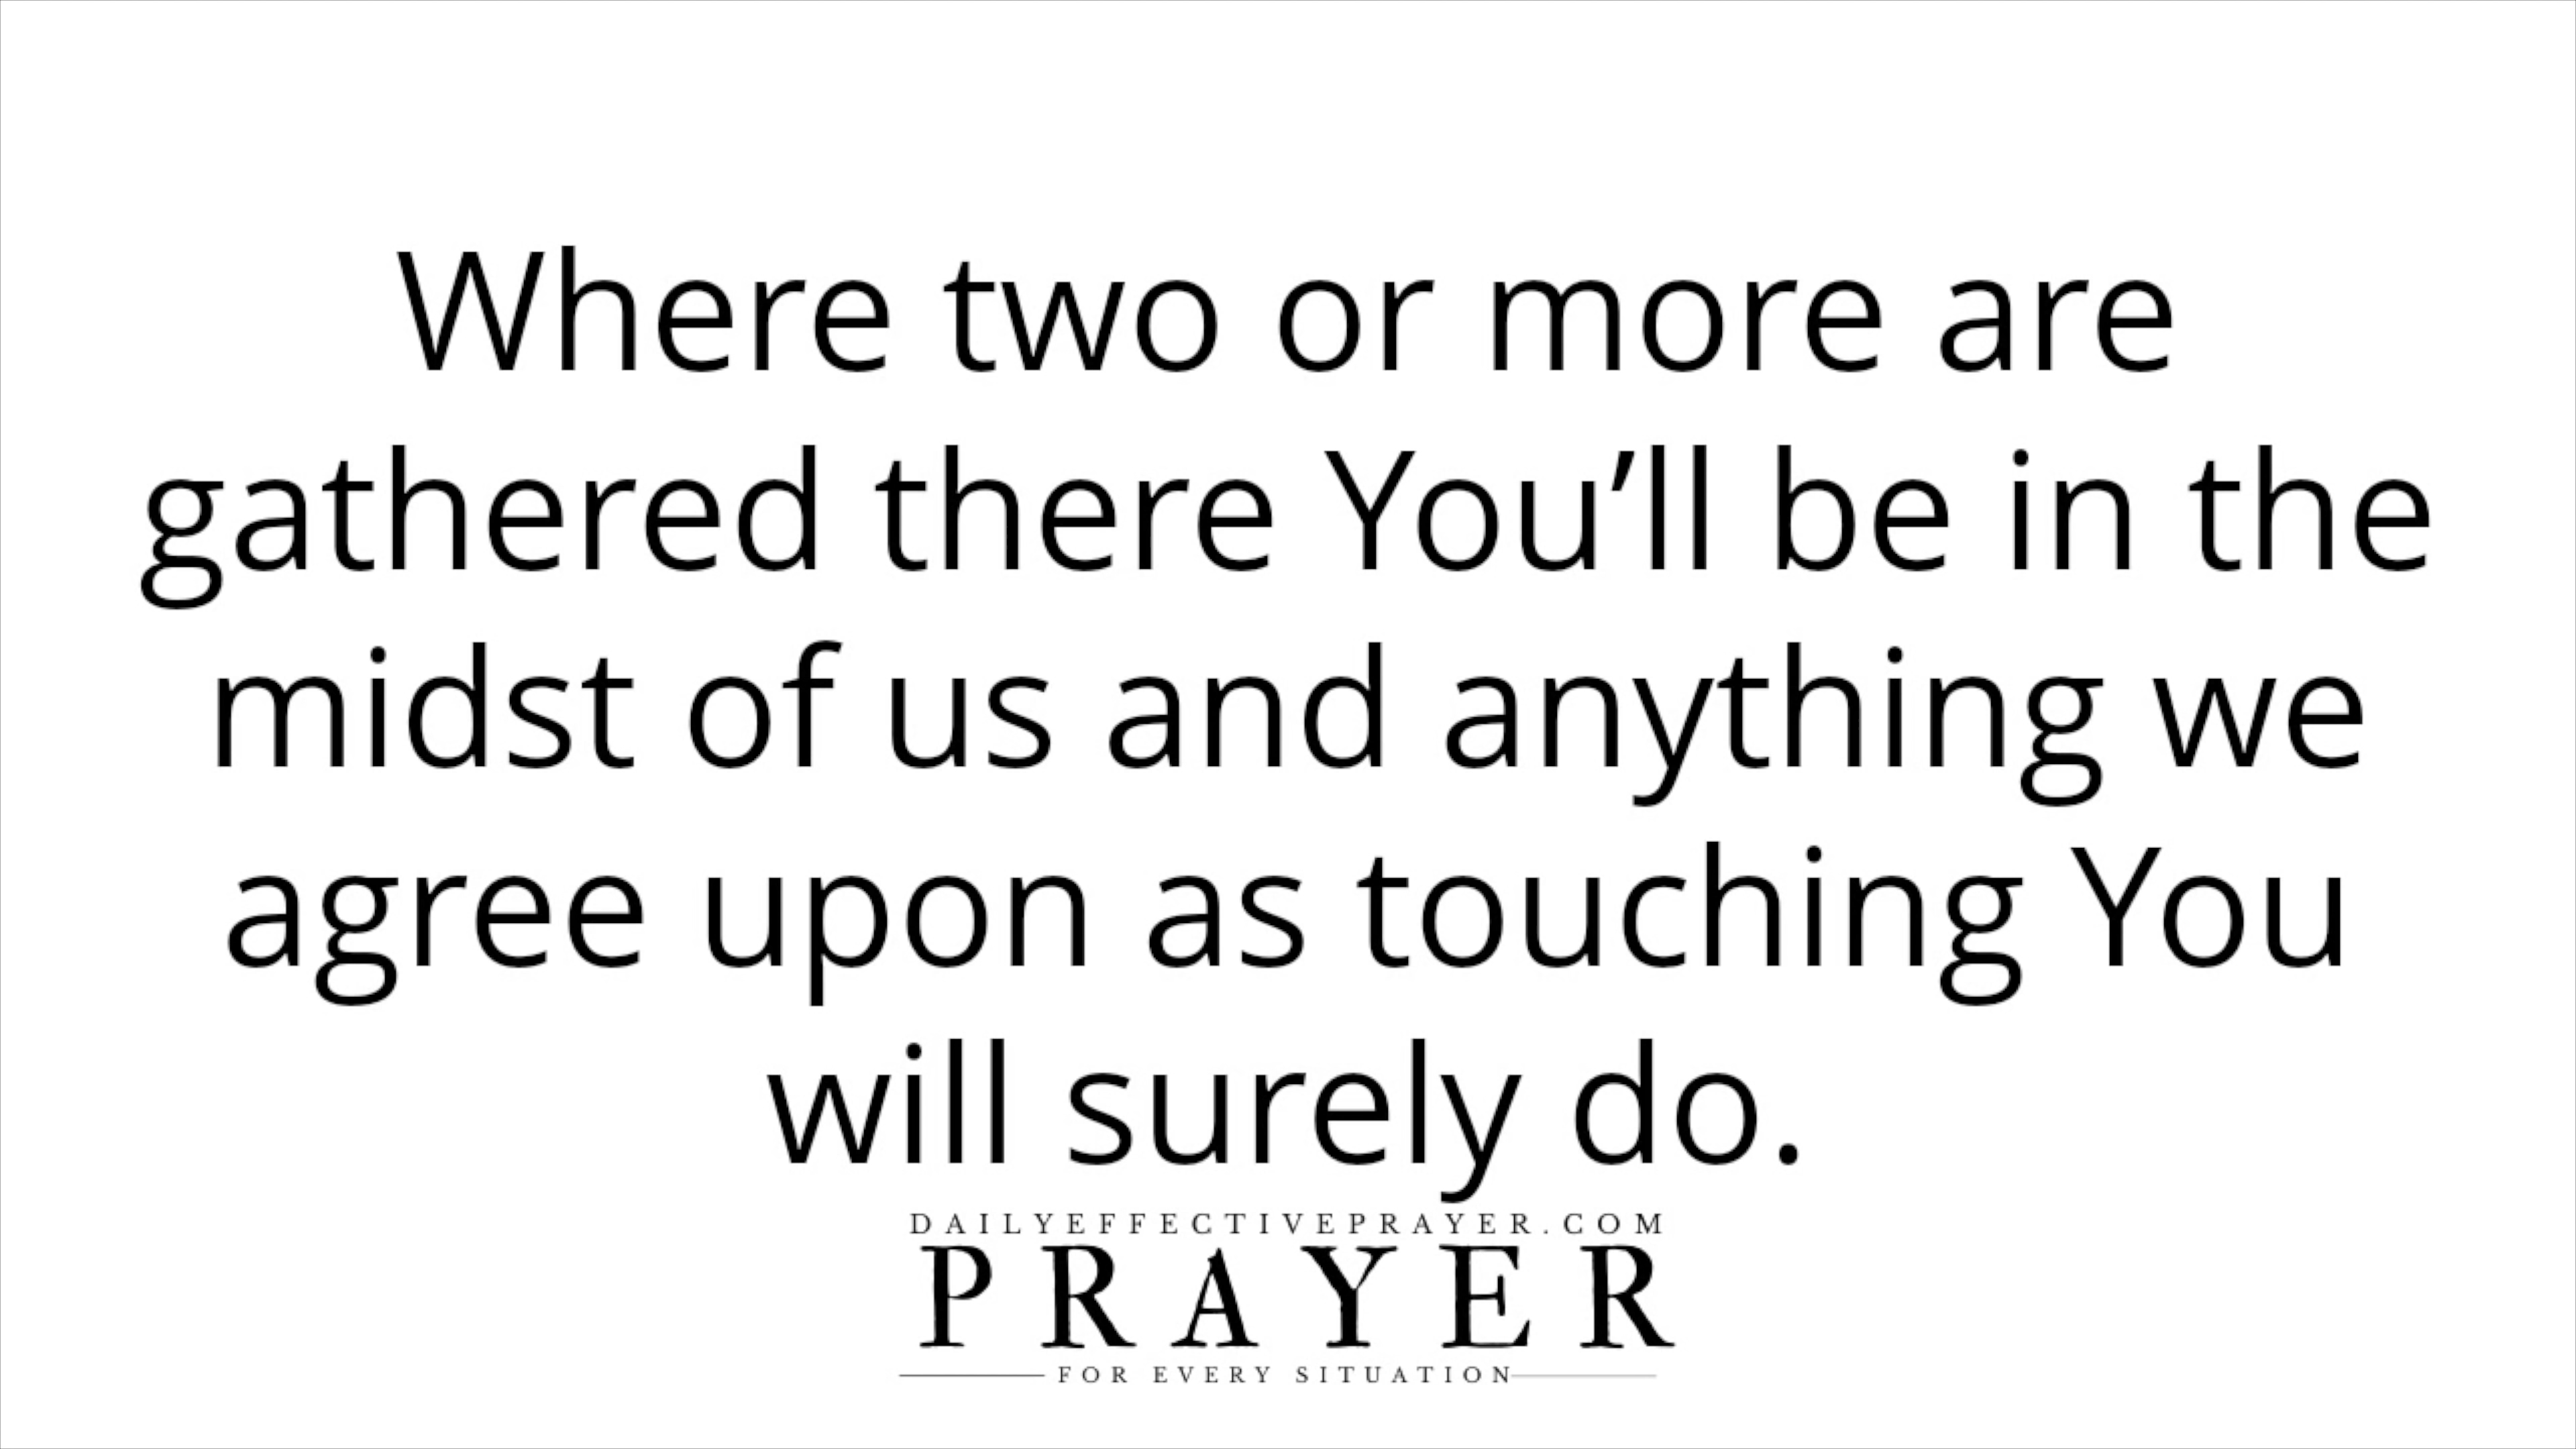 Where two or more are
gathered there You’ll be in the
midst of us and anything we
agree upon as touching You
will surely do.
DAILYEFFECTIVEPRAYER.COM
PRAYER
FOR EVERY SITUATION